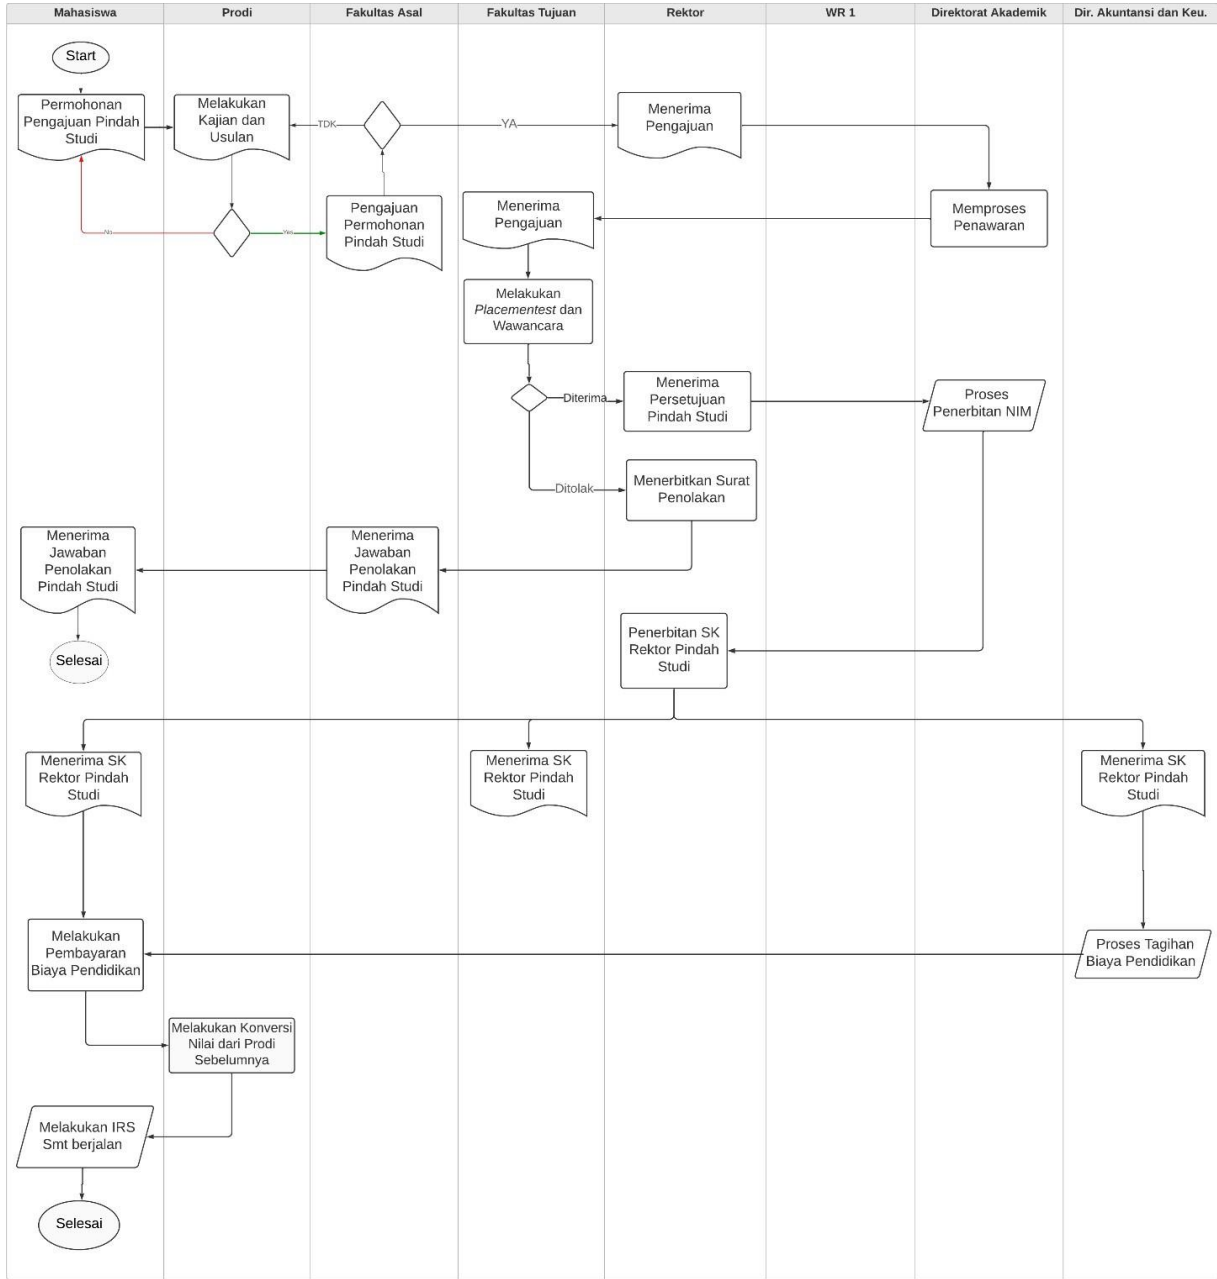 Mahasiswa
Prodi
Fakultas Asal
Fakultas Tujuan
Rektor
WR 1
Direktorat Akademik
Dir. Akuntansi dan Keu.
Start
Permohonan
Pengajuan Pindah
Studi
Melakukan
Kajian dan
Usulan
TDK
YA
Menerima
Pengajuan
No
Yes
Pengajuan
Permohonan
Pindah Studi
Menerima
Pengajuan
Memproses
Penawaran
Melakukan
Placementest dan
Wawancara
Diterima
Menerima
Persetujuan
Pindah Studi
Proses
Penerbitan NIM
Ditolak
Menerbitkan Surat
Penolakan
Menerima
Jawaban
Penolakan
Pindah Studi
Menerima
Jawaban
Penolakan
Pindah Studi
Selesai
Penerbitan SK
Rektor Pindah
Studi
Menerima SK
Rektor Pindah
Studi
Menerima SK
Rektor Pindah
Studi
Menerima SK
Rektor Pindah
Studi
Melakukan
Pembayaran
Biaya Pendidikan
Proses Tagihan
Biaya Pendidikan
Melakukan Konversi
Nilai dari Prodi
Sebelumnya
Melakukan IRS
Smt berjalan
Selesai